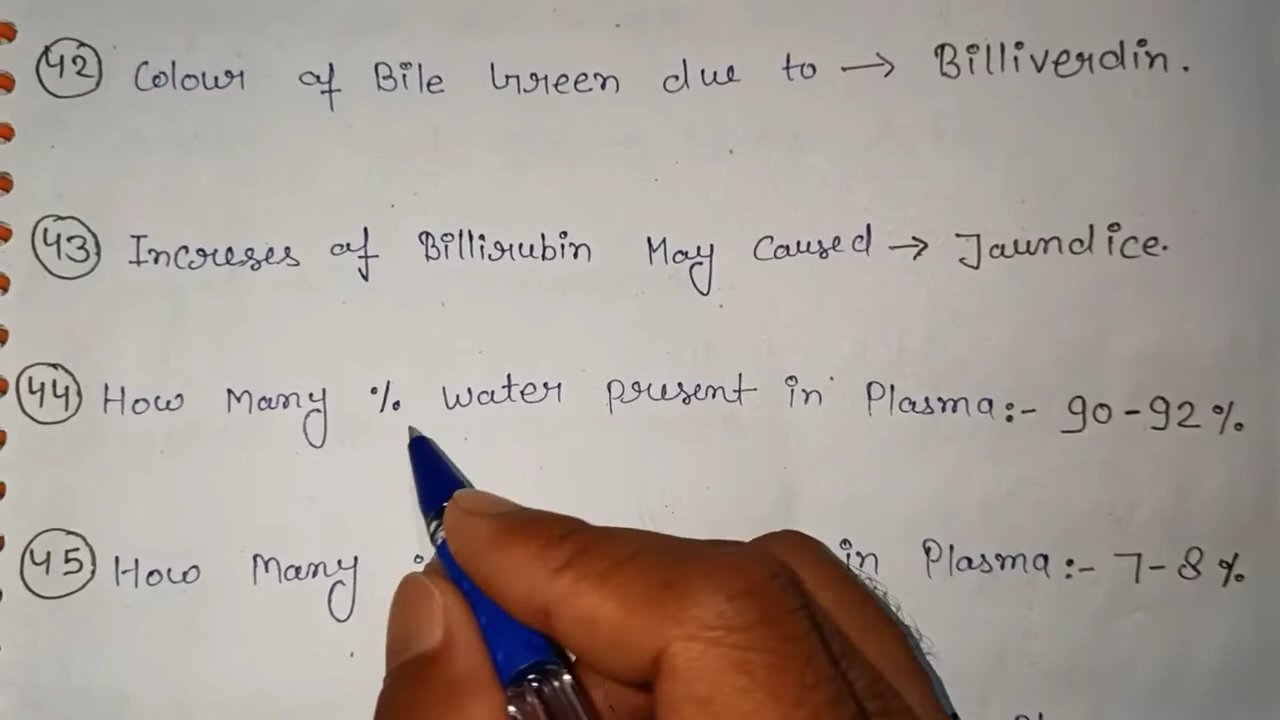 42 Colour of Bile Green due to → Billiverdin.
43 Increses of Billirubin May Caused → Jaundice.
44 How Many % water present in Plasma:- 90-92%
45 How Many in Plasma:- 7-8%